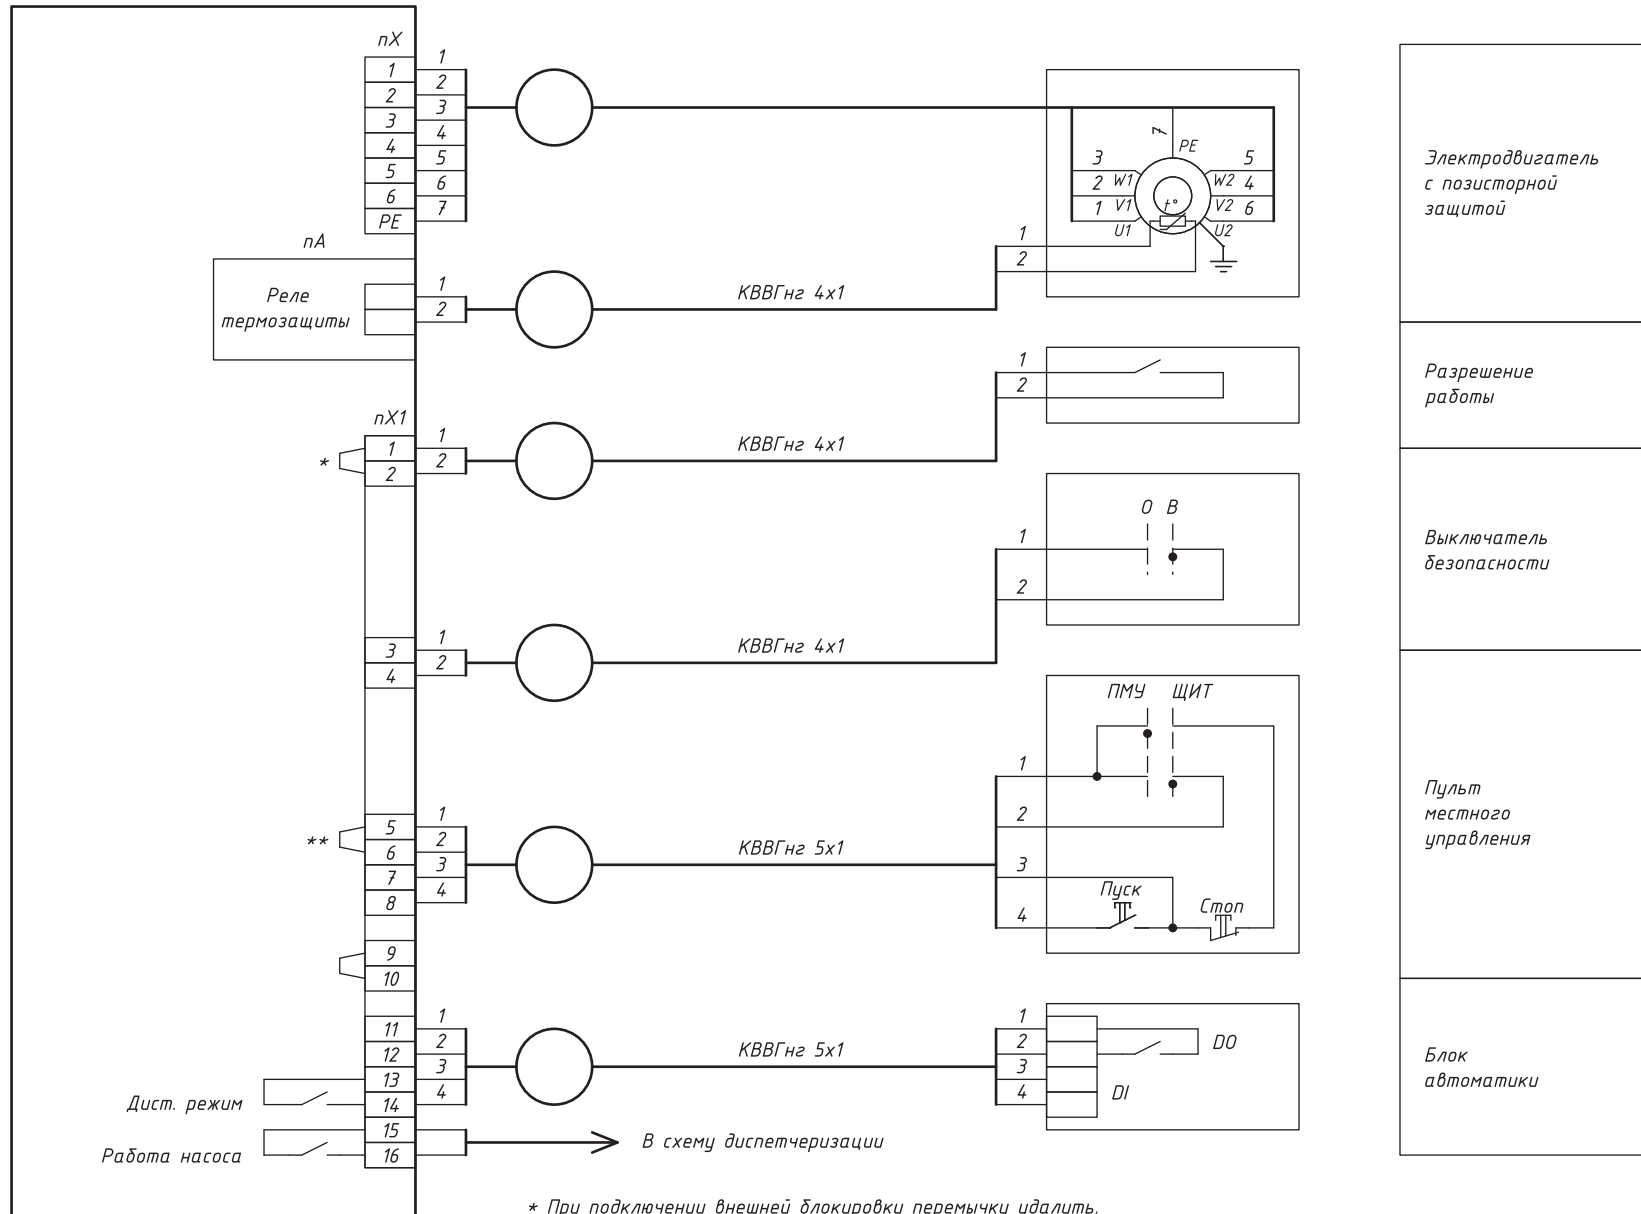 пХ
1
2
3
4
5
6
PE
1
2
3
4
5
6
7
7
PE
3
2
1
W1
V1
U1
t°
W2
V2
U2
5
4
6
Электродвигатель
с позисторной
защитой
пА
Реле
термозащиты
1
2
КВВГнг 4х1
1
2
Разрешение
работы
1
2
пХ1
*
1
2
1
2
КВВГнг 4х1
Выключатель
безопасности
О В
1
2
3
4
1
2
КВВГнг 4х1
Пульт
местного
управления
ПМУ ЩИТ
1
2
3
4
Пуск
Стоп
**
5
6
7
8
1
2
3
4
КВВГнг 5х1
9
10
11
12
13
14
15
16
1
2
3
4
КВВГнг 5х1
1
2
3
4
DO
DI
Блок
автоматики
Дист. режим
Работа насоса
В схему диспетчеризации
* При подключении внешней блокировки перемычки удалить.